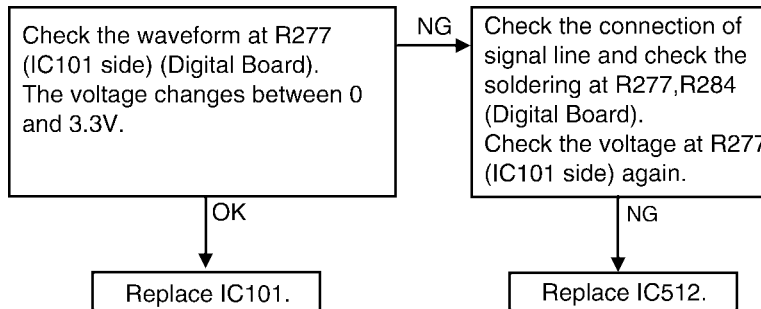 Check the waveform at R277
(IC101 side) (Digital Board).
The voltage changes between 0
and 3.3V.
NG
Check the connection of
signal line and check the
soldering at R277,R284
(Digital Board).
Check the voltage at R277
(IC101 side) again.
OK
NG
Replace IC101.
Replace IC512.